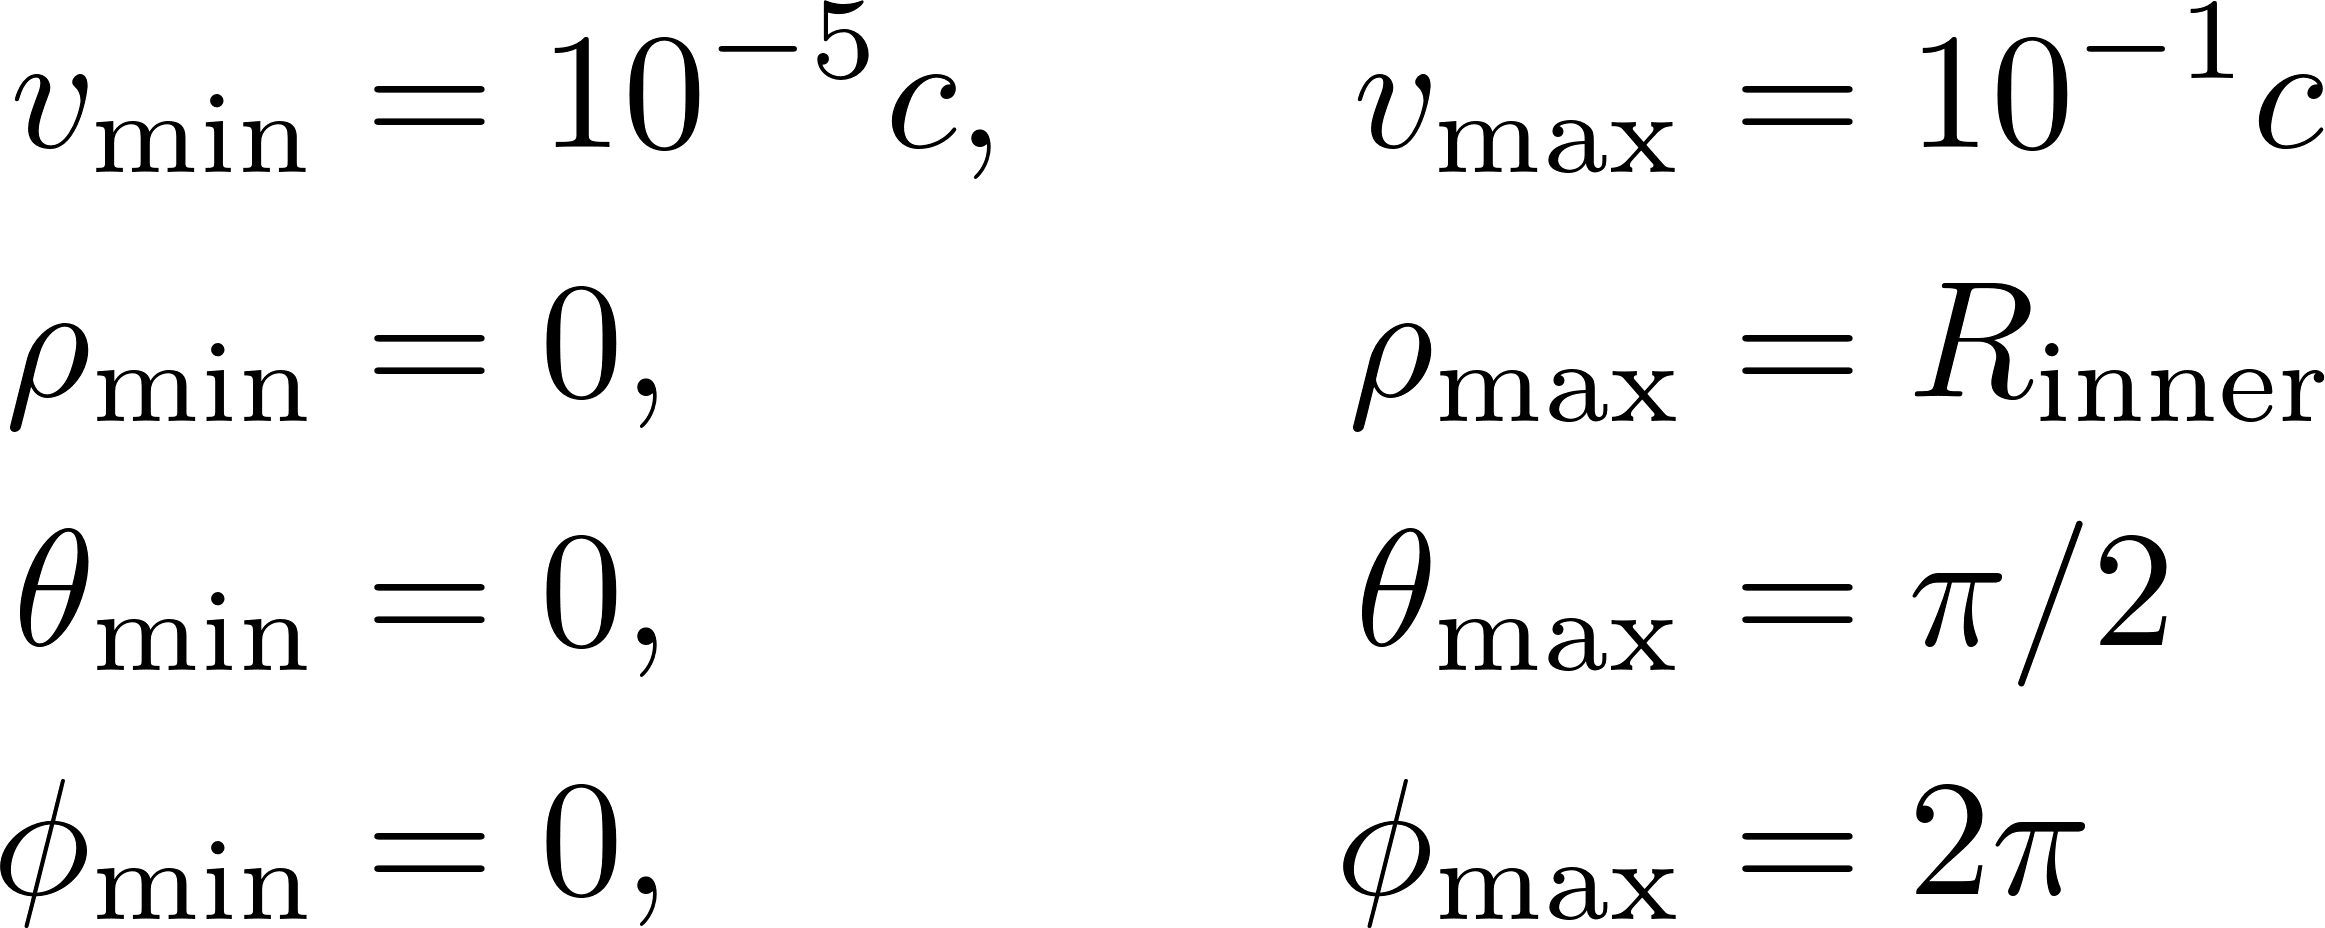 v_min = 10^−5 c, v_max = 10^−1 c
ρ_min = 0, ρ_max = R_inner
θ_min = 0, θ_max = π/2
ϕ_min = 0, ϕ_max = 2π